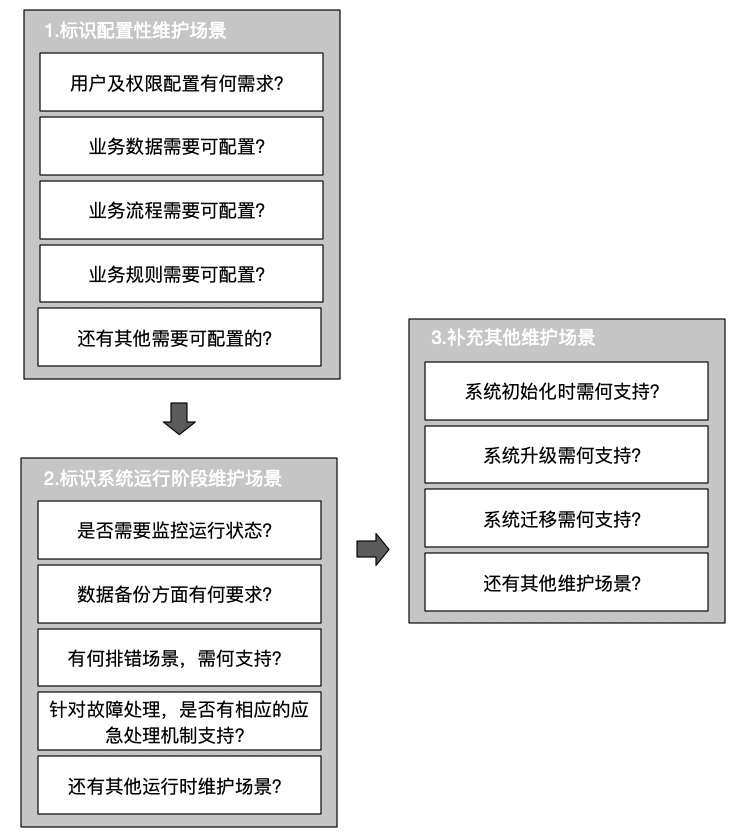 1.标识配置性维护场景
用户及权限配置有何需求？
业务数据需要可配置？
业务流程需要可配置？
业务规则需要可配置？
还有其他需要可配置的？
2.标识系统运行阶段维护场景
是否需要监控运行状态？
数据备份方面有何要求？
有何排错场景，需何支持？
针对故障处理，是否有相应的应
急处理机制支持？
还有其他运行时维护场景？
3.补充其他维护场景
系统初始化时需何支持？
系统升级需何支持？
系统迁移需何支持？
还有其他维护场景？